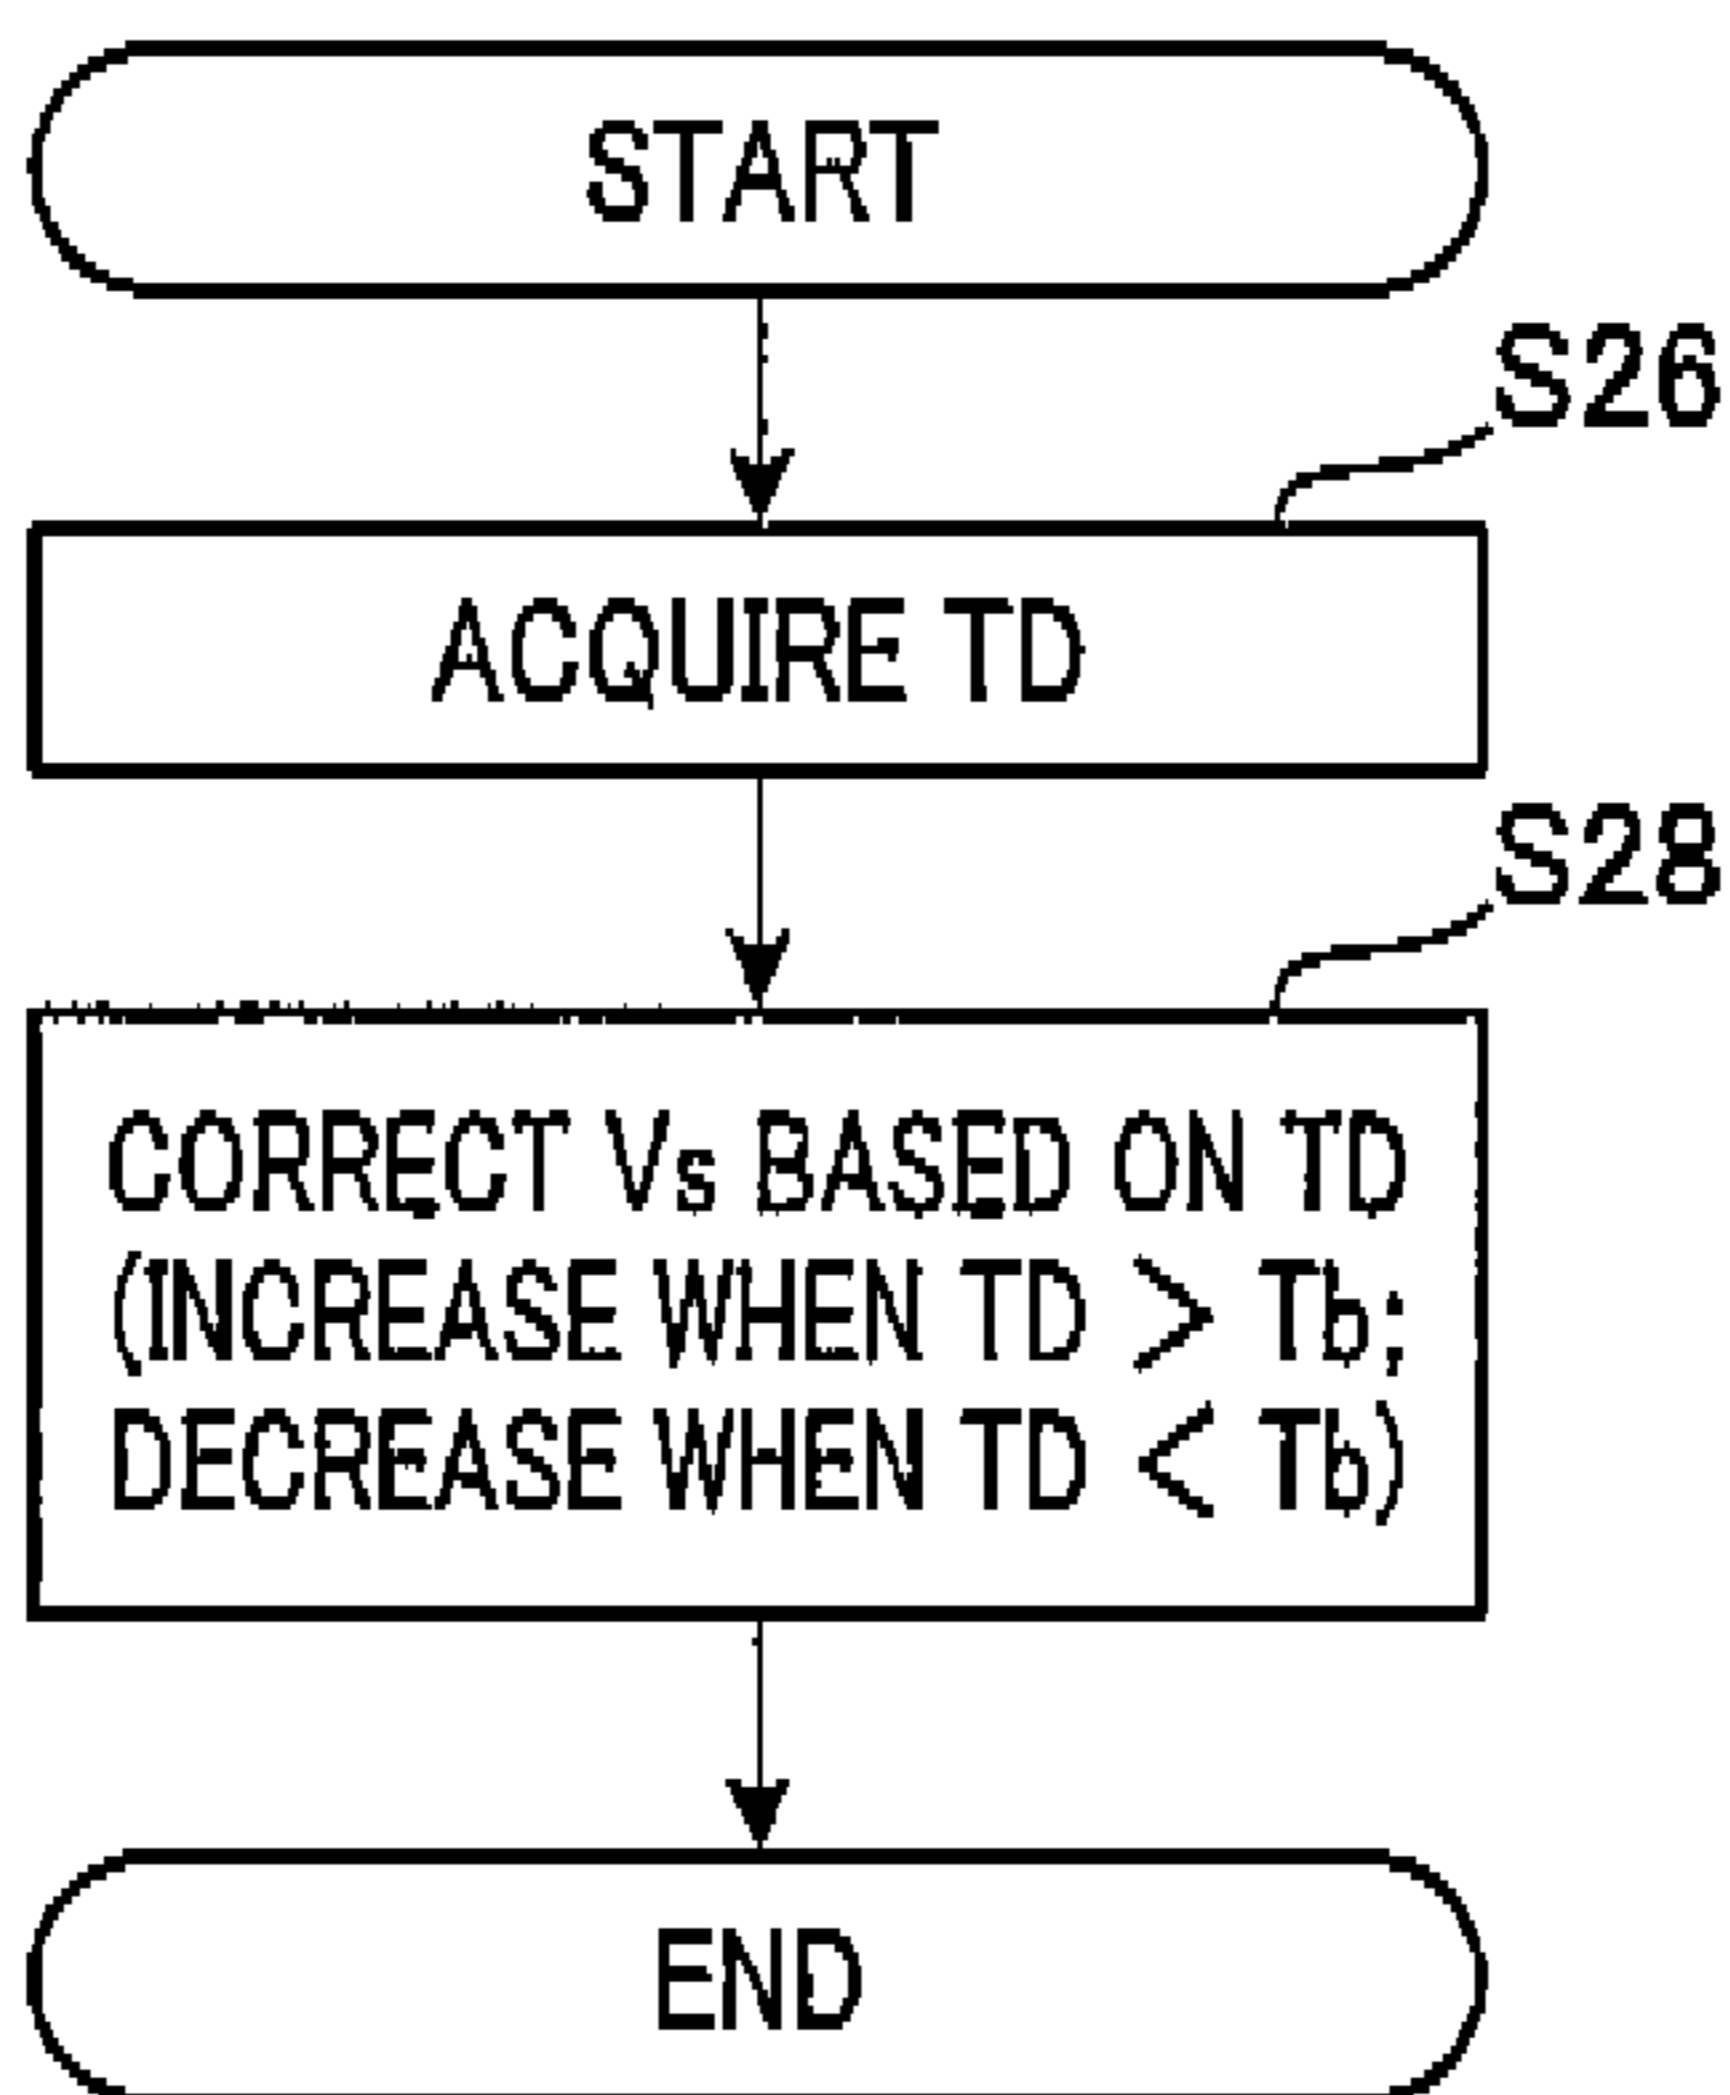 START
S26
ACQUIRE TD
S28
CORRECT Vs BASED ON TD
(INCREASE WHEN TD > Tb;
DECREASE WHEN TD < Tb)
END